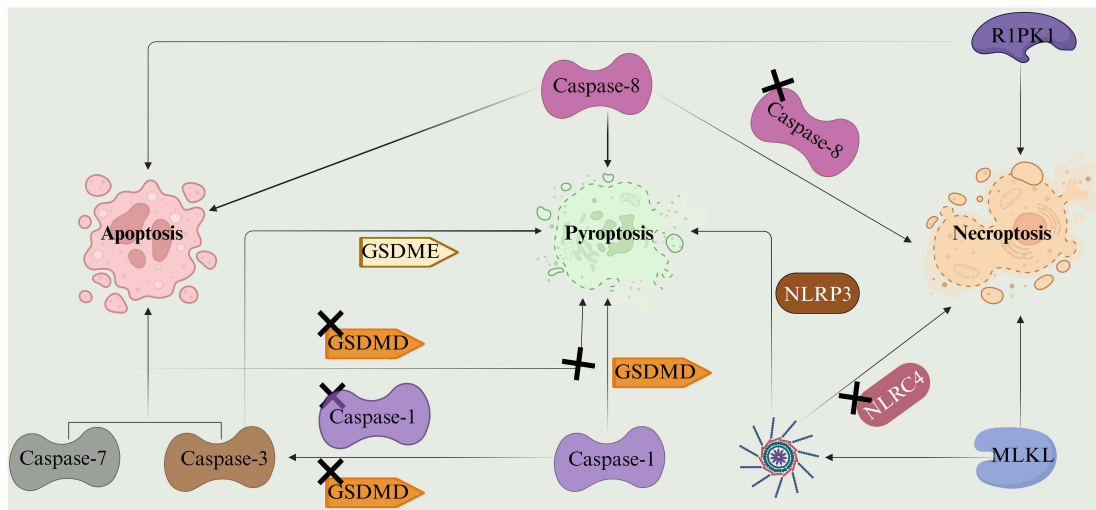 R1PK1
Caspase-8
Caspase-8
Apoptosis
Pyroptosis
Necroptosis
GSDME
NLRP3
GSDMD
GSDMD
NLRC4
Caspase-1
Caspase-7
Caspase-3
Caspase-1
MLKL
GSDMD